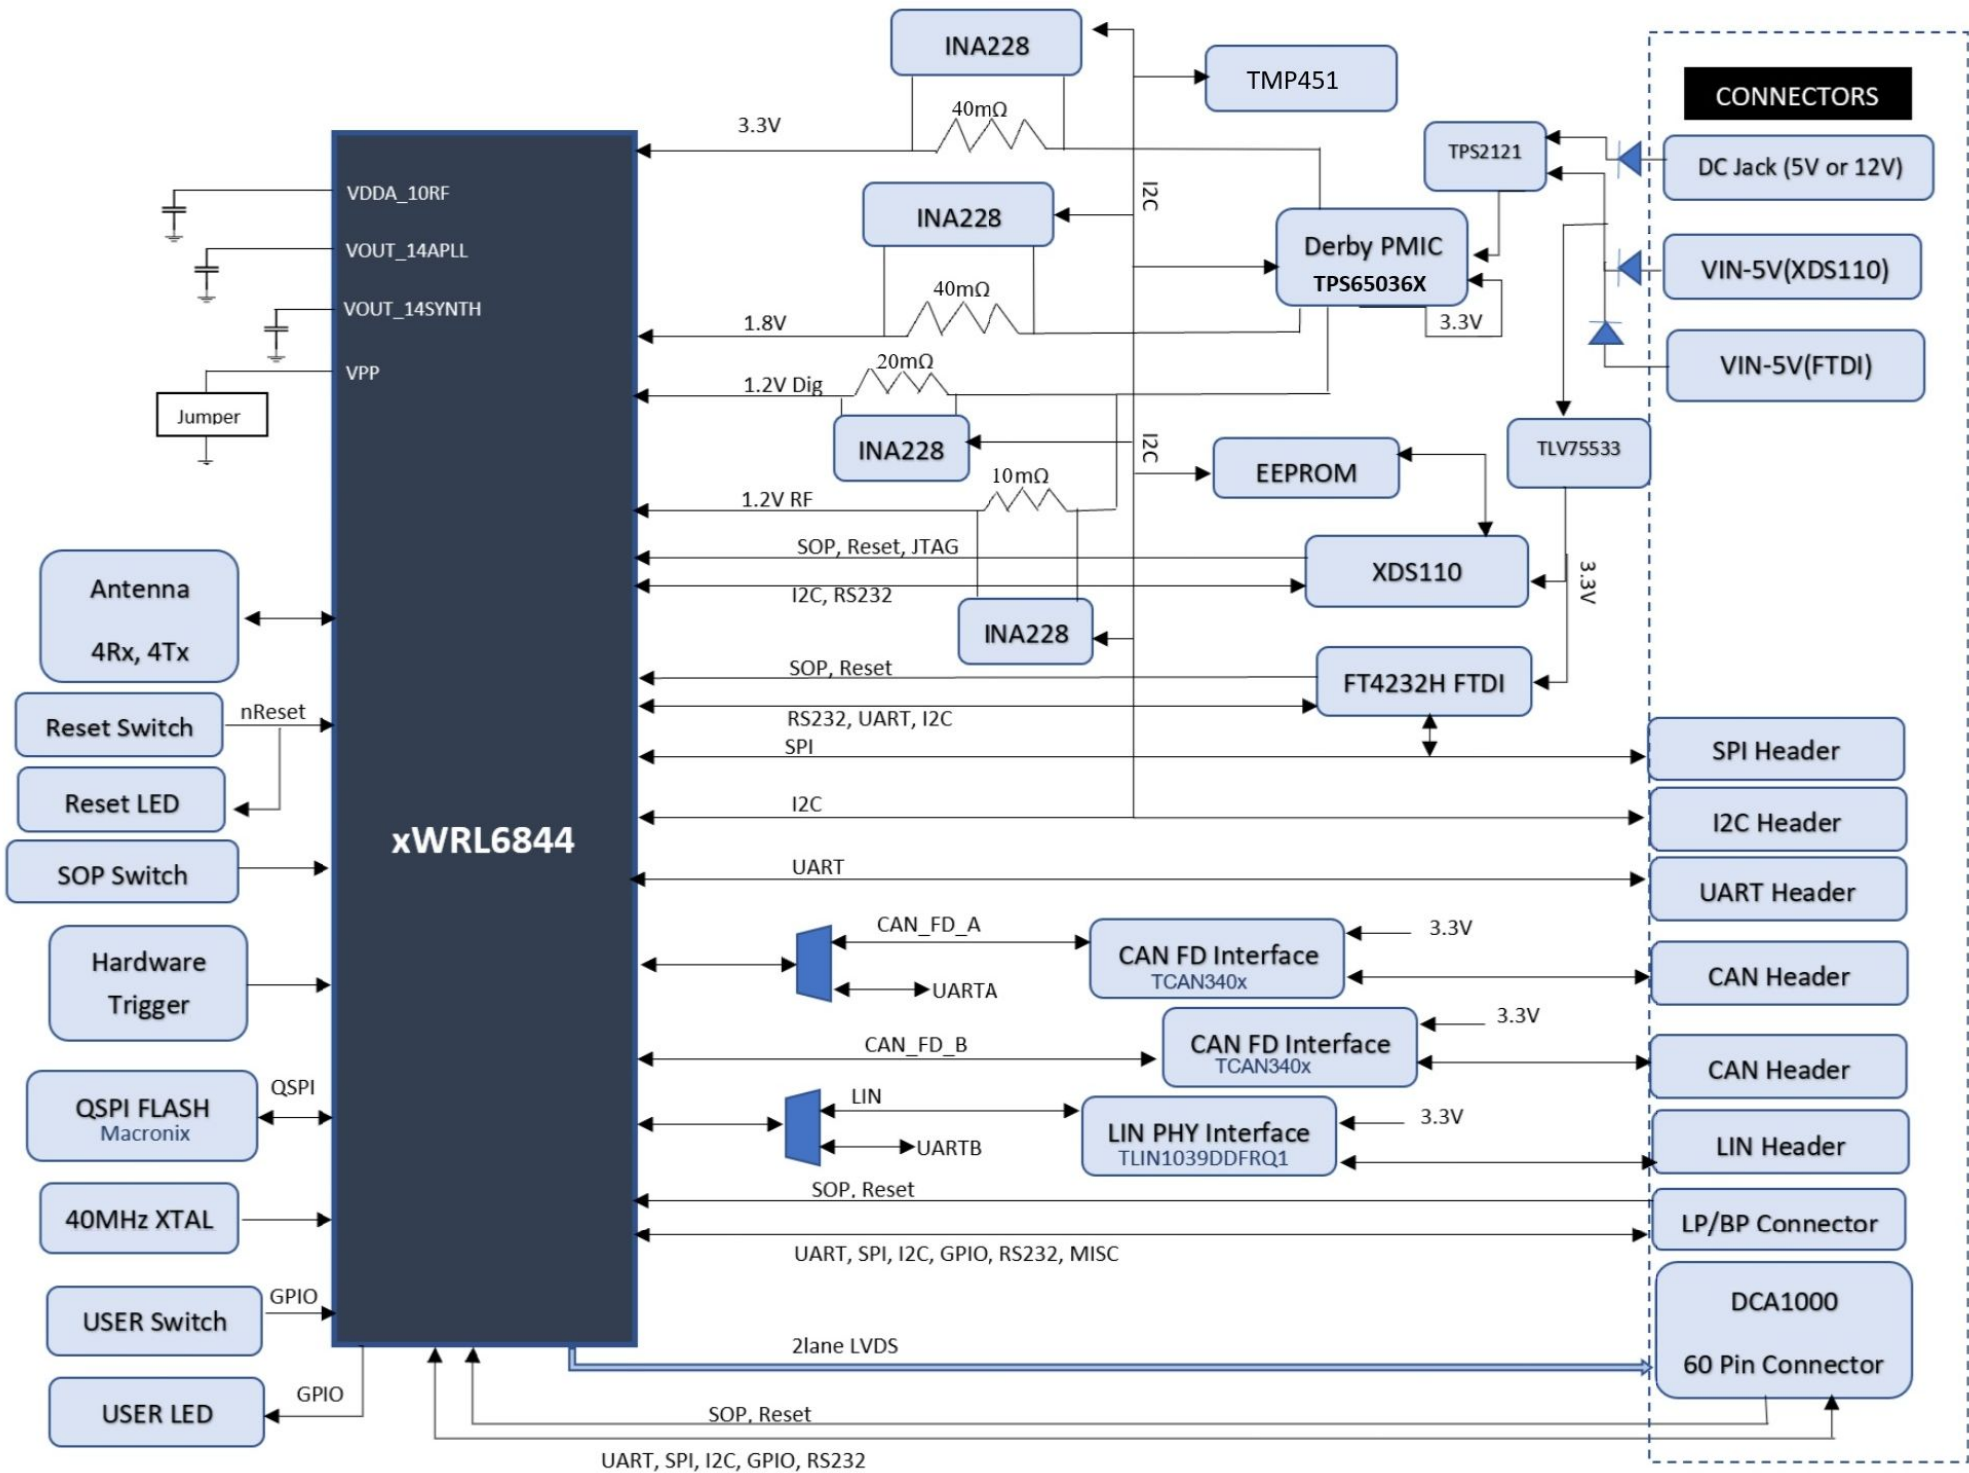 INA228
TMP451
CONNECTORS
40mΩ
3.3V
TPS2121
DC Jack (5V or 12V)
VDDA_10RF
I2C
INA228
Derby PMIC
TPS65036X
VOUT_14APLL
VIN-5V(XDS110)
40mΩ
VOUT_14SYNTH
1.8V
3.3V
20mΩ
VIN-5V(FTDI)
VPP
1.2V Dig
Jumper
INA228
I2C
TLV75533
EEPROM
10mΩ
1.2V RF
SOP, Reset, JTAG
XDS110
3.3V
I2C, RS232
Antenna
4Rx, 4Tx
INA228
SOP, Reset
FT4232H FTDI
nReset
Reset Switch
RS232, UART, I2C
SPI
SPI Header
Reset LED
I2C
I2C Header
xWRL6844
SOP Switch
UART
UART Header
CAN_FD_A
3.3V
Hardware
Trigger
CAN FD Interface
TCAN340x
CAN Header
UARTA
3.3V
CAN_FD_B
CAN FD Interface
TCAN340x
CAN Header
QSPI
QSPI FLASH
Macronix
LIN
3.3V
LIN PHY Interface
TLIN1039DDFRQ1
LIN Header
UARTB
SOP, Reset
40MHz XTAL
LP/BP Connector
UART, SPI, I2C, GPIO, RS232, MISC
GPIO
USER Switch
DCA1000
60 Pin Connector
2lane LVDS
GPIO
USER LED
SOP, Reset
UART, SPI, I2C, GPIO, RS232